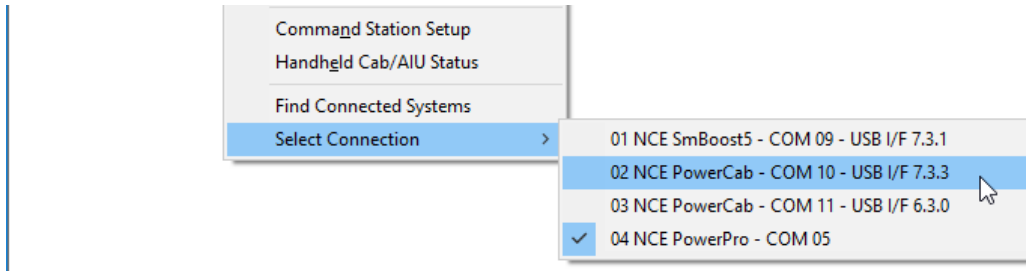 Command Station Setup
Handheld Cab/AIU Status
Find Connected Systems
Select Connection
01 NCE SmBoost5 - COM 09 - USB I/F 7.3.1
02 NCE PowerCab - COM 10 - USB I/F 7.3.3
03 NCE PowerCab - COM 11 - USB I/F 6.3.0
04 NCE PowerPro - COM 05